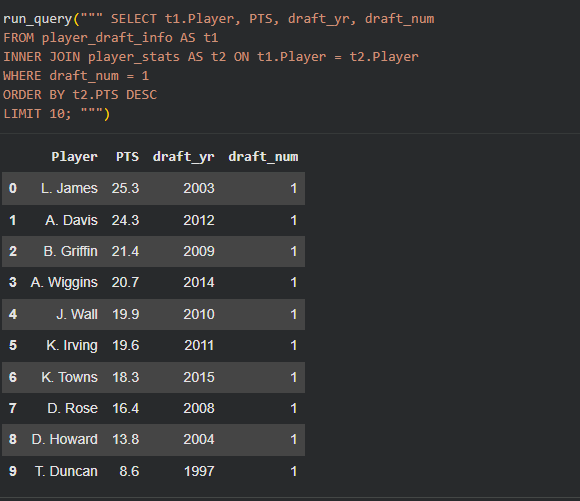 run_query(""" SELECT t1.Player, PTS, draft_yr, draft_num
FROM player_draft_info AS t1
INNER JOIN player_stats AS t2 ON t1.Player = t2.Player
WHERE draft_num = 1
ORDER BY t2.PTS DESC
LIMIT 10; """)
Player PTS draft_yr draft_num
0 L. James 25.3 2003 1
1 A. Davis 24.3 2012 1
2 B. Griffin 21.4 2009 1
3 A. Wiggins 20.7 2014 1
4 J. Wall 19.9 2010 1
5 K. Irving 19.6 2011 1
6 K. Towns 18.3 2015 1
7 D. Rose 16.4 2008 1
8 D. Howard 13.8 2004 1
9 T. Duncan 8.6 1997 1